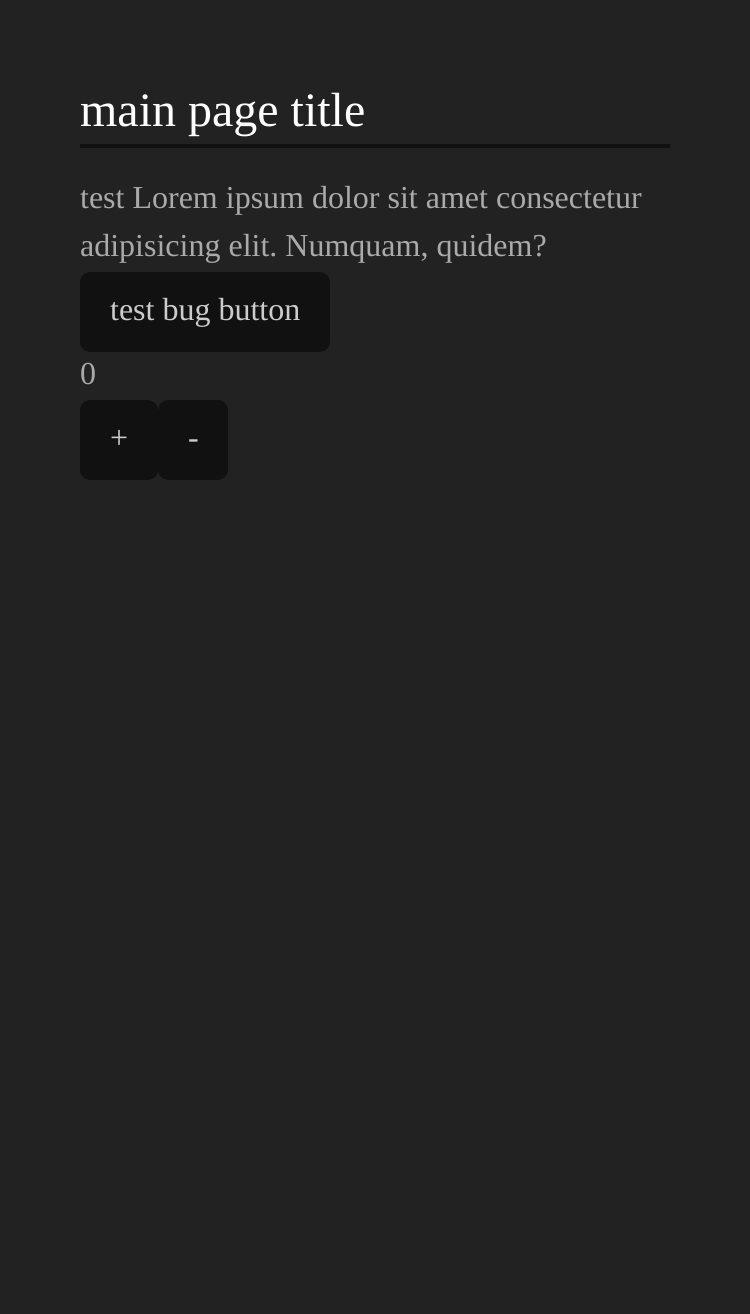 main page title
test Lorem ipsum dolor sit amet consectetur
adipisicing elit. Numquam, quidem?
test bug button
0
+ -